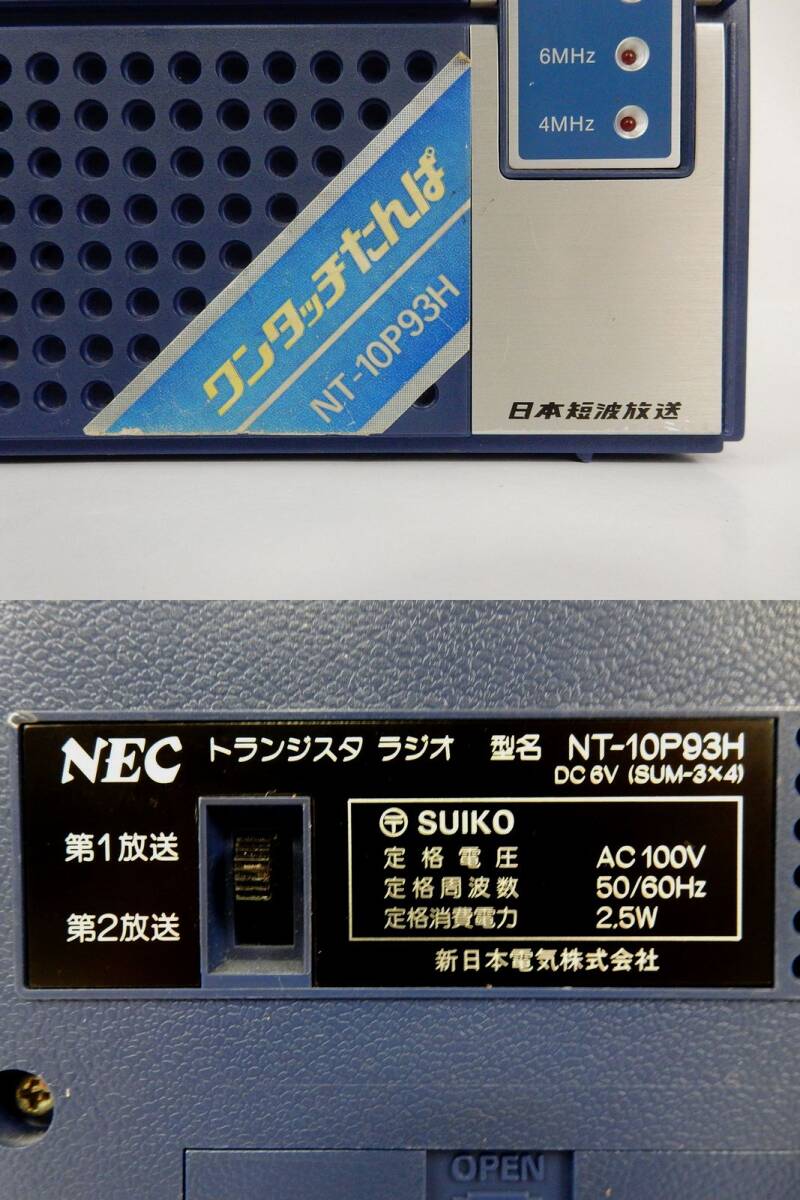 6MHz
4MHz
ワンタッチたんぱ
NT-10P93H
日本短波放送
NEC トランジスタ ラジオ 型名 NT-10P93H
DC 6V (SUM-3×4)
第1放送
第2放送
〶 SUIKO
定格電圧 AC 100V
定格周波数 50/60Hz
定格消費電力 2.5W
新日本電気株式会社
OPEN